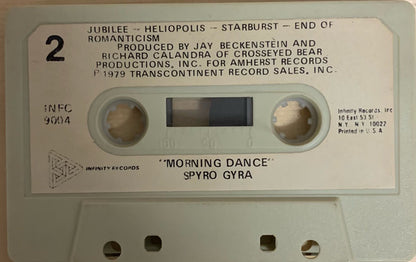 JUBILEE - HELIOPOLIS - STARBURST - END OF
ROMANTICISM
2
PRODUCED BY JAY BECKENSTEIN AND
RICHARD CALANDRA OF CROSSEYED BEAR
PRODUCTIONS, INC. FOR AMHERST RECORDS
℗ 1979 TRANSCONTINENT RECORD SALES, INC.
INFC
9004
Infinity Records, Inc
10 East 53 St
N.Y. N.Y. 10022
Printed in U.S.A
INFINITY RECORDS
"MORNING DANCE"
SPYRO GYRA